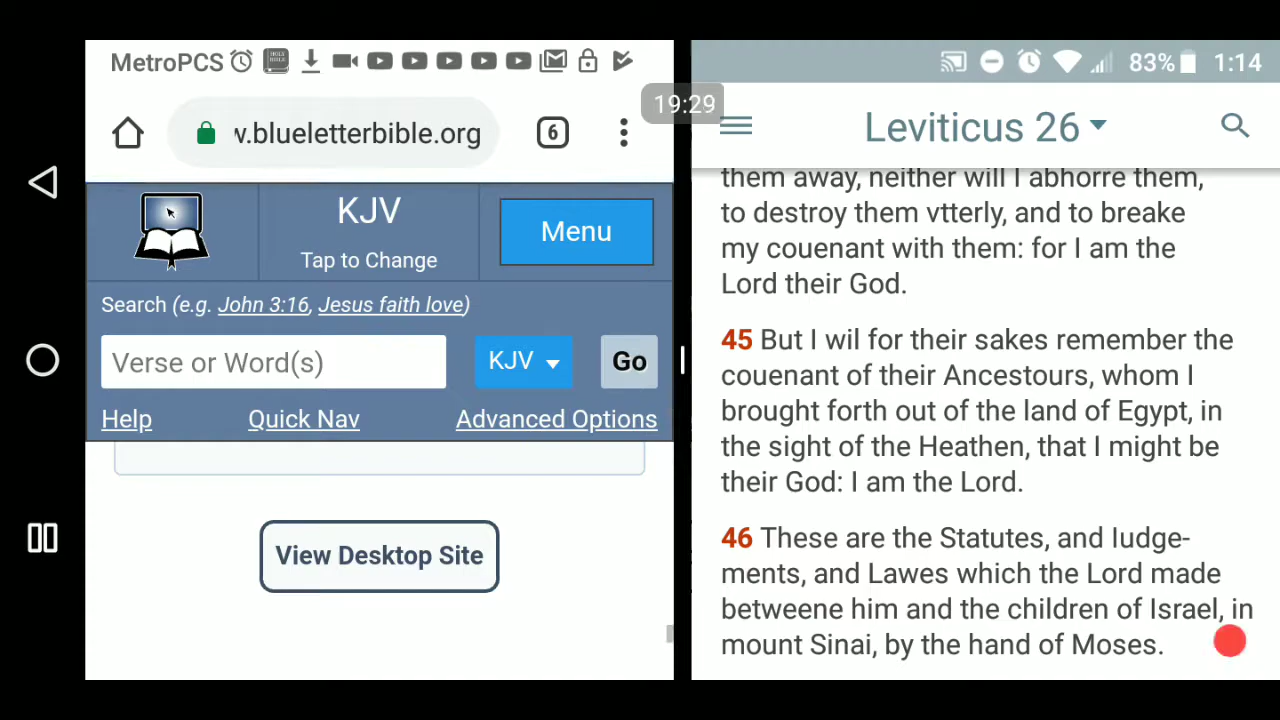 MetroPCS
83% 1:14
19:29
w.blueletterbible.org
6
KJV
Tap to Change
Menu
Search (e.g. John 3:16, Jesus faith love)
Verse or Word(s)
KJV
Go
Help
Quick Nav
Advanced Options
View Desktop Site
Leviticus 26
them away, neither will I abhorre them,
to destroy them vtterly, and to breake
my couenant with them: for I am the
Lord their God.
45 But I wil for their sakes remember the
couenant of their Ancestours, whom I
brought forth out of the land of Egypt, in
the sight of the Heathen, that I might be
their God: I am the Lord.
46 These are the Statutes, and Iudge-
ments, and Lawes which the Lord made
betweene him and the children of Israel, in
mount Sinai, by the hand of Moses.